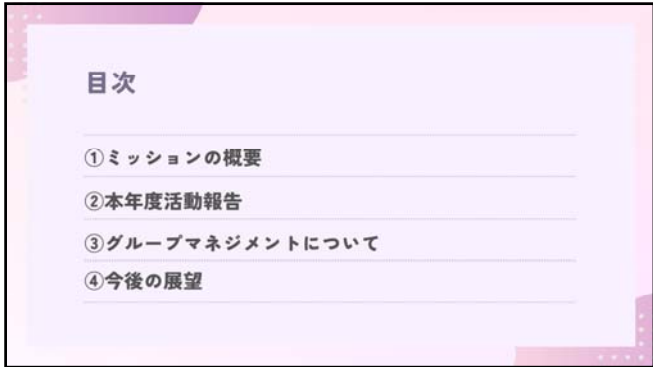 目次
①ミッションの概要
②本年度活動報告
③グループマネジメントについて
④今後の展望